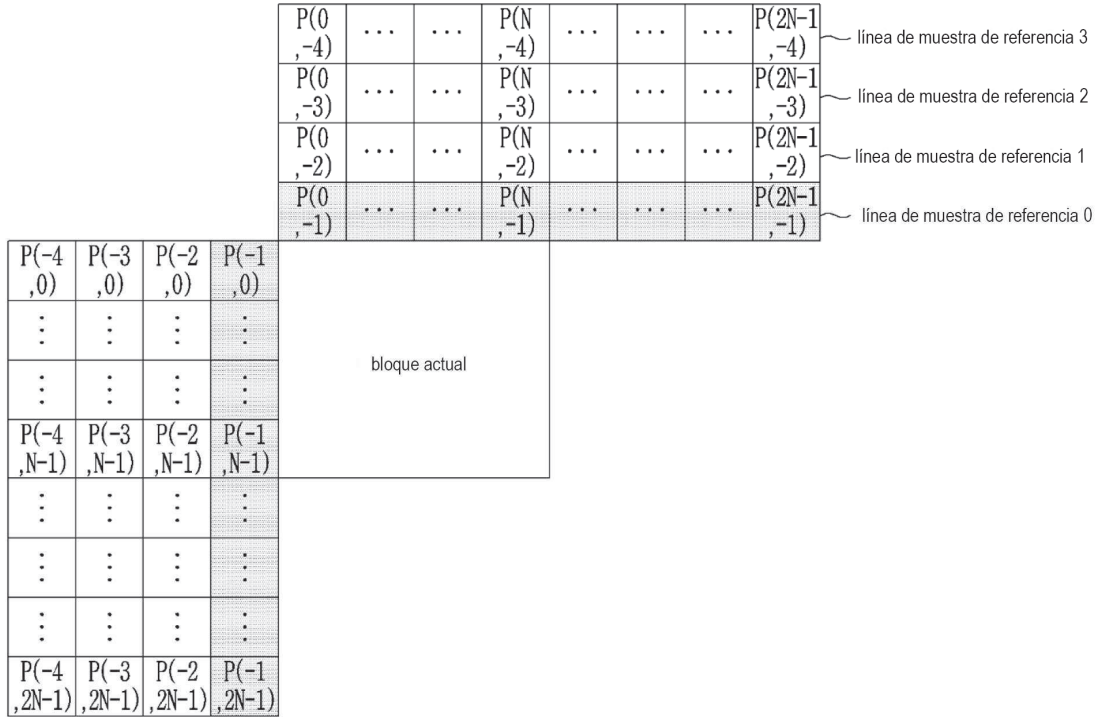 P(0 ... ... P(N ... ... ... P(2N-1
,-4) ,-4) ,-4) línea de muestra de referencia 3
P(0 ... ... P(N ... ... ... P(2N-1
,-3) ,-3) ,-3) línea de muestra de referencia 2
P(0 ... ... P(N ... ... ... P(2N-1
,-2) ,-2) ,-2) línea de muestra de referencia 1
P(0 ... ... P(N ... ... ... P(2N-1
,-1) ,-1) ,-1) línea de muestra de referencia 0
P(-4 P(-3 P(-2 P(-1
,0) ,0) ,0) ,0)
⋮ ⋮ ⋮ ⋮
⋮ ⋮ ⋮ ⋮
bloque actual
P(-4 P(-3 P(-2 P(-1
,N-1) ,N-1) ,N-1) ,N-1)
⋮ ⋮ ⋮ ⋮
⋮ ⋮ ⋮ ⋮
⋮ ⋮ ⋮ ⋮
P(-4 P(-3 P(-2 P(-1
,2N-1) ,2N-1) ,2N-1) ,2N-1)